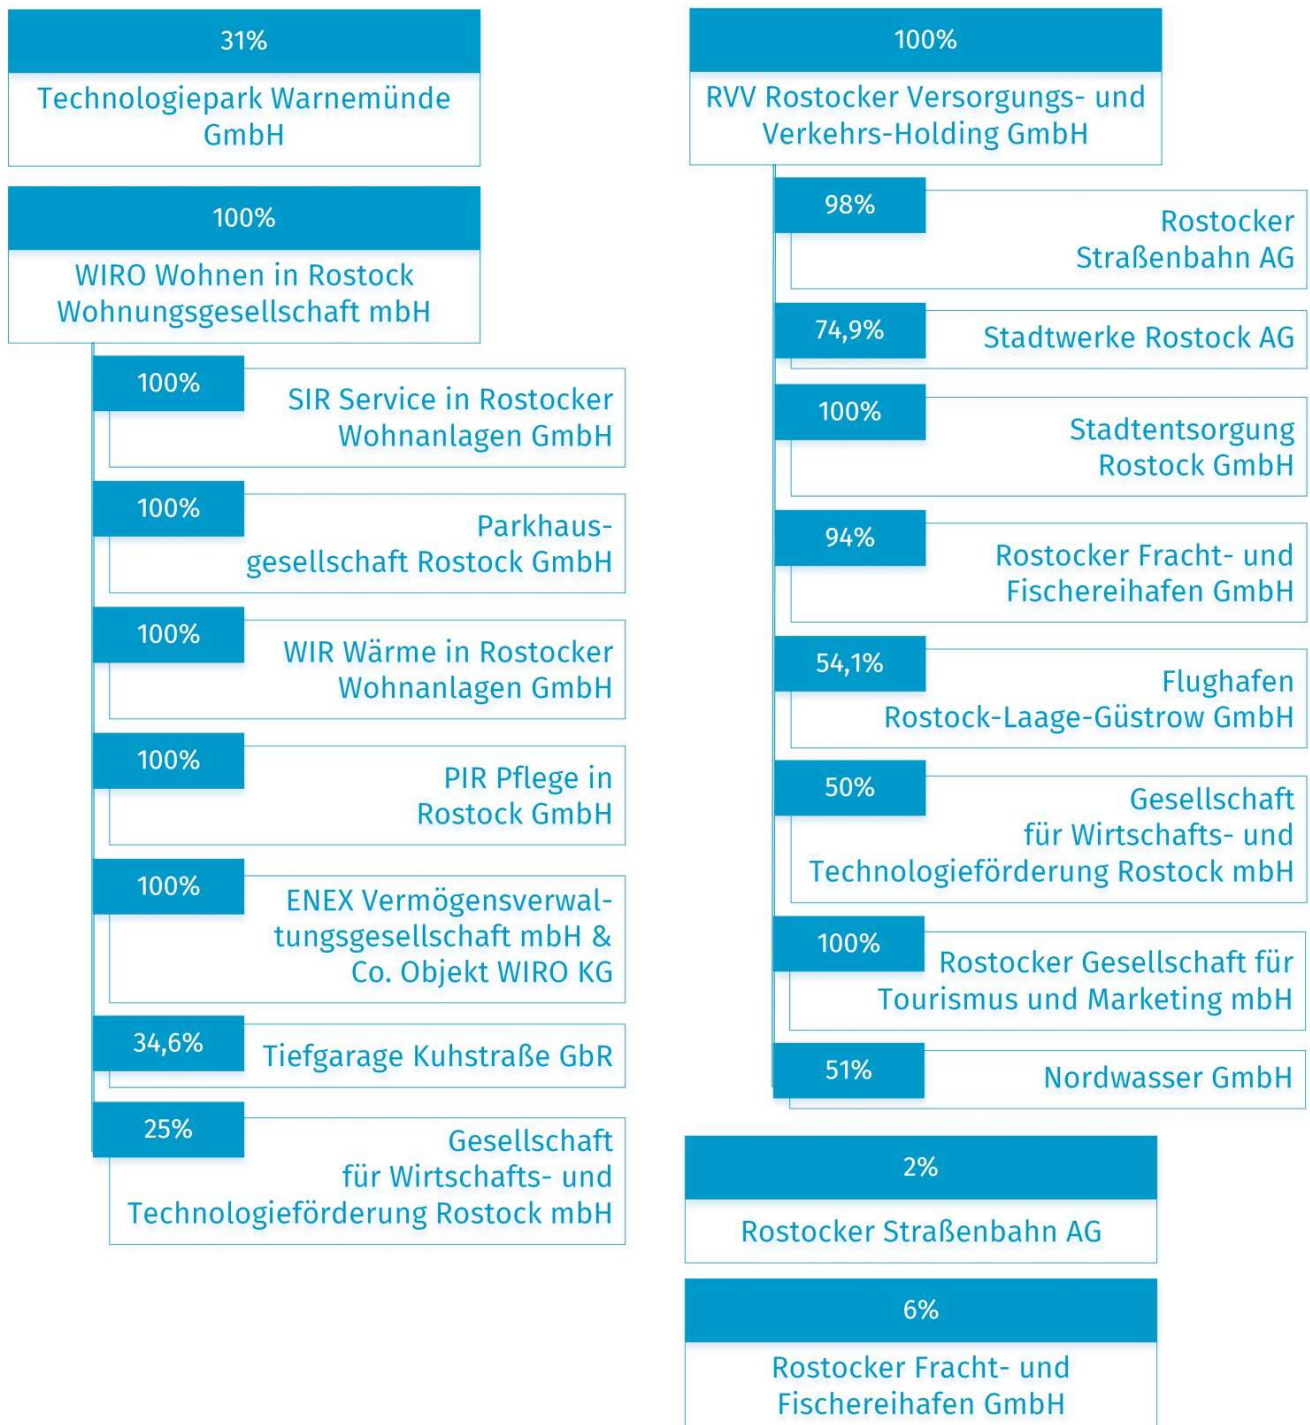 31%
Technologiepark Warnemünde
GmbH
100%
WIRO Wohnen in Rostock
Wohnungsgesellschaft mbH
100%
SIR Service in Rostocker
Wohnanlagen GmbH
100%
Parkhaus-
gesellschaft Rostock GmbH
100%
WIR Wärme in Rostocker
Wohnanlagen GmbH
100%
PIR Pflege in
Rostock GmbH
100%
ENEX Vermögensverwal-
tungsgesellschaft mbH &
Co. Objekt WIRO KG
34,6%
Tiefgarage Kuhstraße GbR
25%
Gesellschaft
für Wirtschafts- und
Technologieförderung Rostock mbH
100%
RVV Rostocker Versorgungs- und
Verkehrs-Holding GmbH
98%
Rostocker
Straßenbahn AG
74,9%
Stadtwerke Rostock AG
100%
Stadtentsorgung
Rostock GmbH
94%
Rostocker Fracht- und
Fischereihafen GmbH
54,1%
Flughafen
Rostock-Laage-Güstrow GmbH
50%
Gesellschaft
für Wirtschafts- und
Technologieförderung Rostock mbH
100%
Rostocker Gesellschaft für
Tourismus und Marketing mbH
51%
Nordwasser GmbH
2%
Rostocker Straßenbahn AG
6%
Rostocker Fracht- und
Fischereihafen GmbH